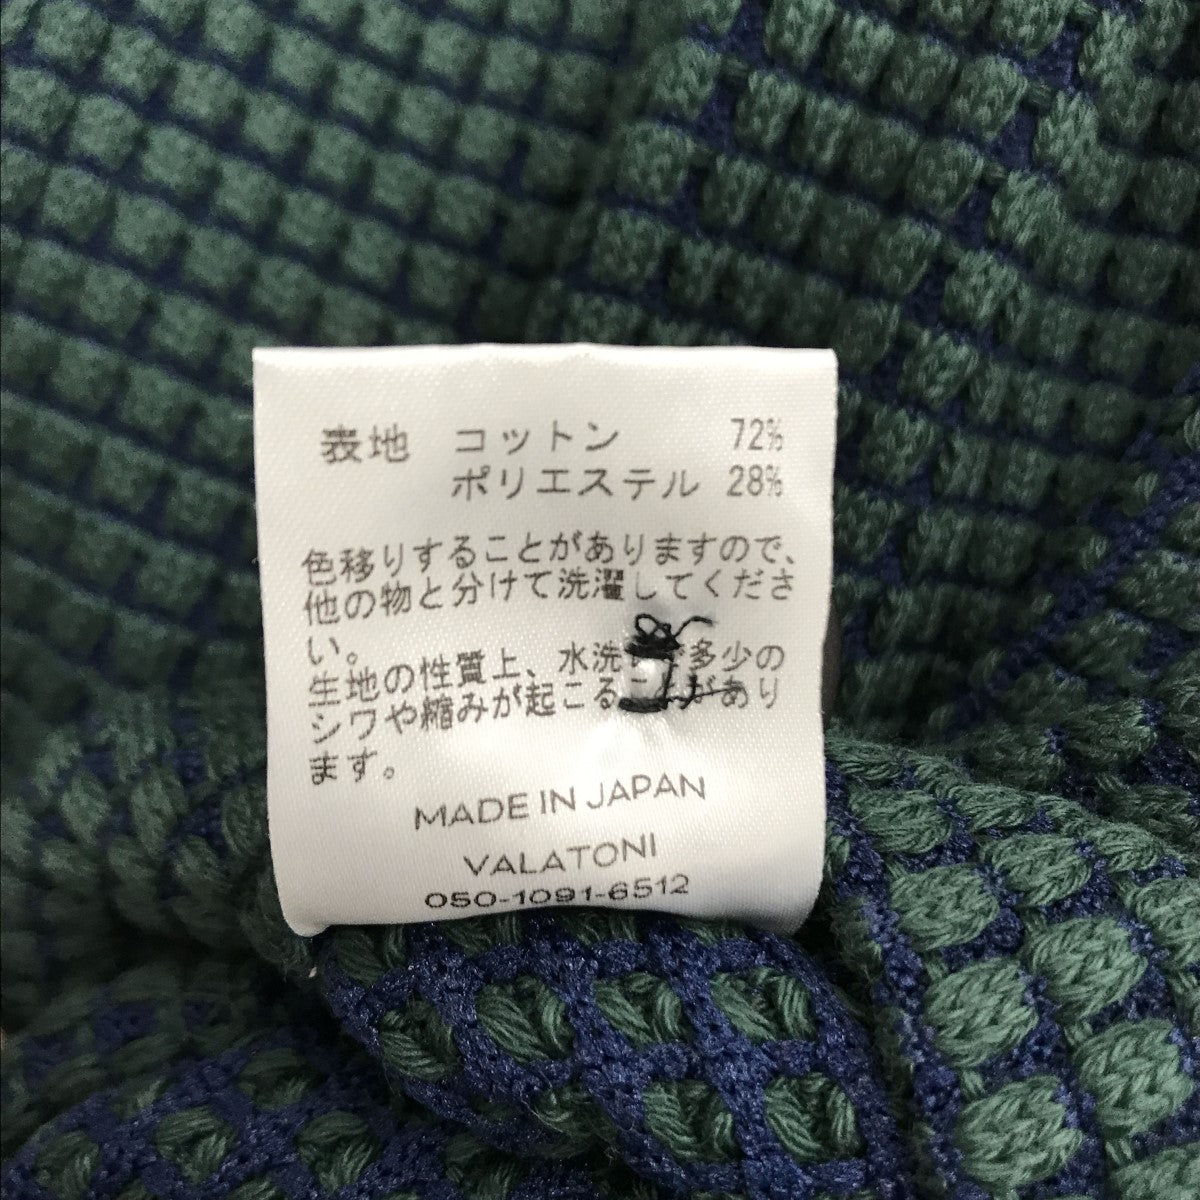 表地 コットン 72%
ポリエステル 28%
色移りすることがありますので、
他の物と分けて洗濯してくださ
い。
生地の性質上、水洗いで多少の
シワや縮みが起こることがあり
ます。
MADE IN JAPAN
VALATONI
050-1091-6512